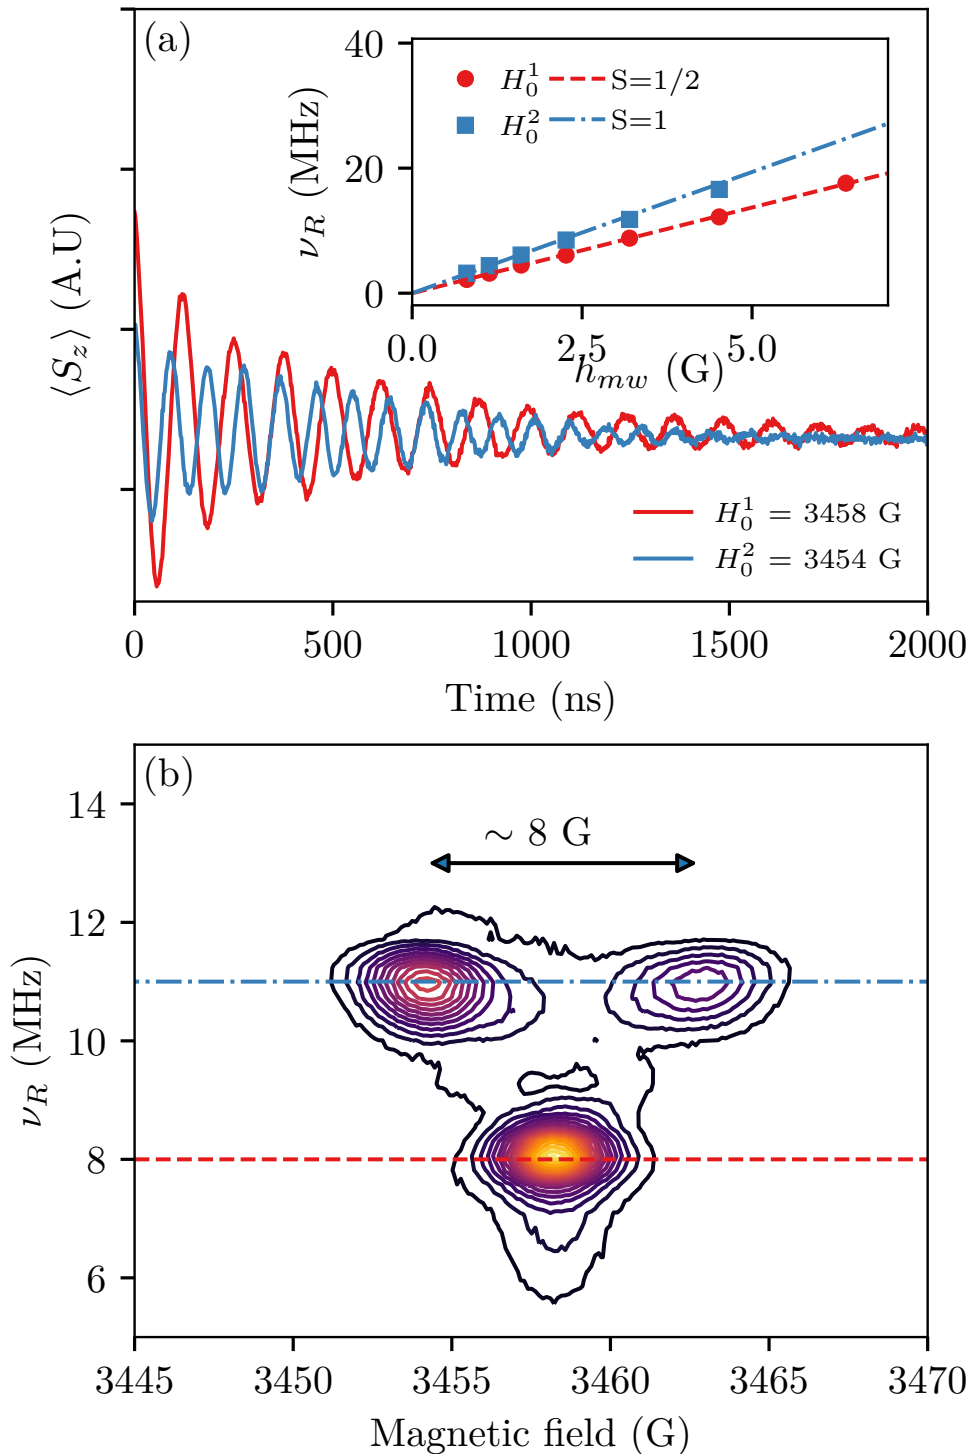 (a)
⟨S_z⟩ (A.U)
ν_R (MHz)
40
20
0
H_0^1 S=1/2
H_0^2 S=1
0.0 2.5 5.0
h_{mw} (G)
H_0^1 = 3458 G
H_0^2 = 3454 G
0 500 1000 1500 2000
Time (ns)
(b)
∼ 8 G
ν_R (MHz)
14
12
10
8
6
3445 3450 3455 3460 3465 3470
Magnetic field (G)